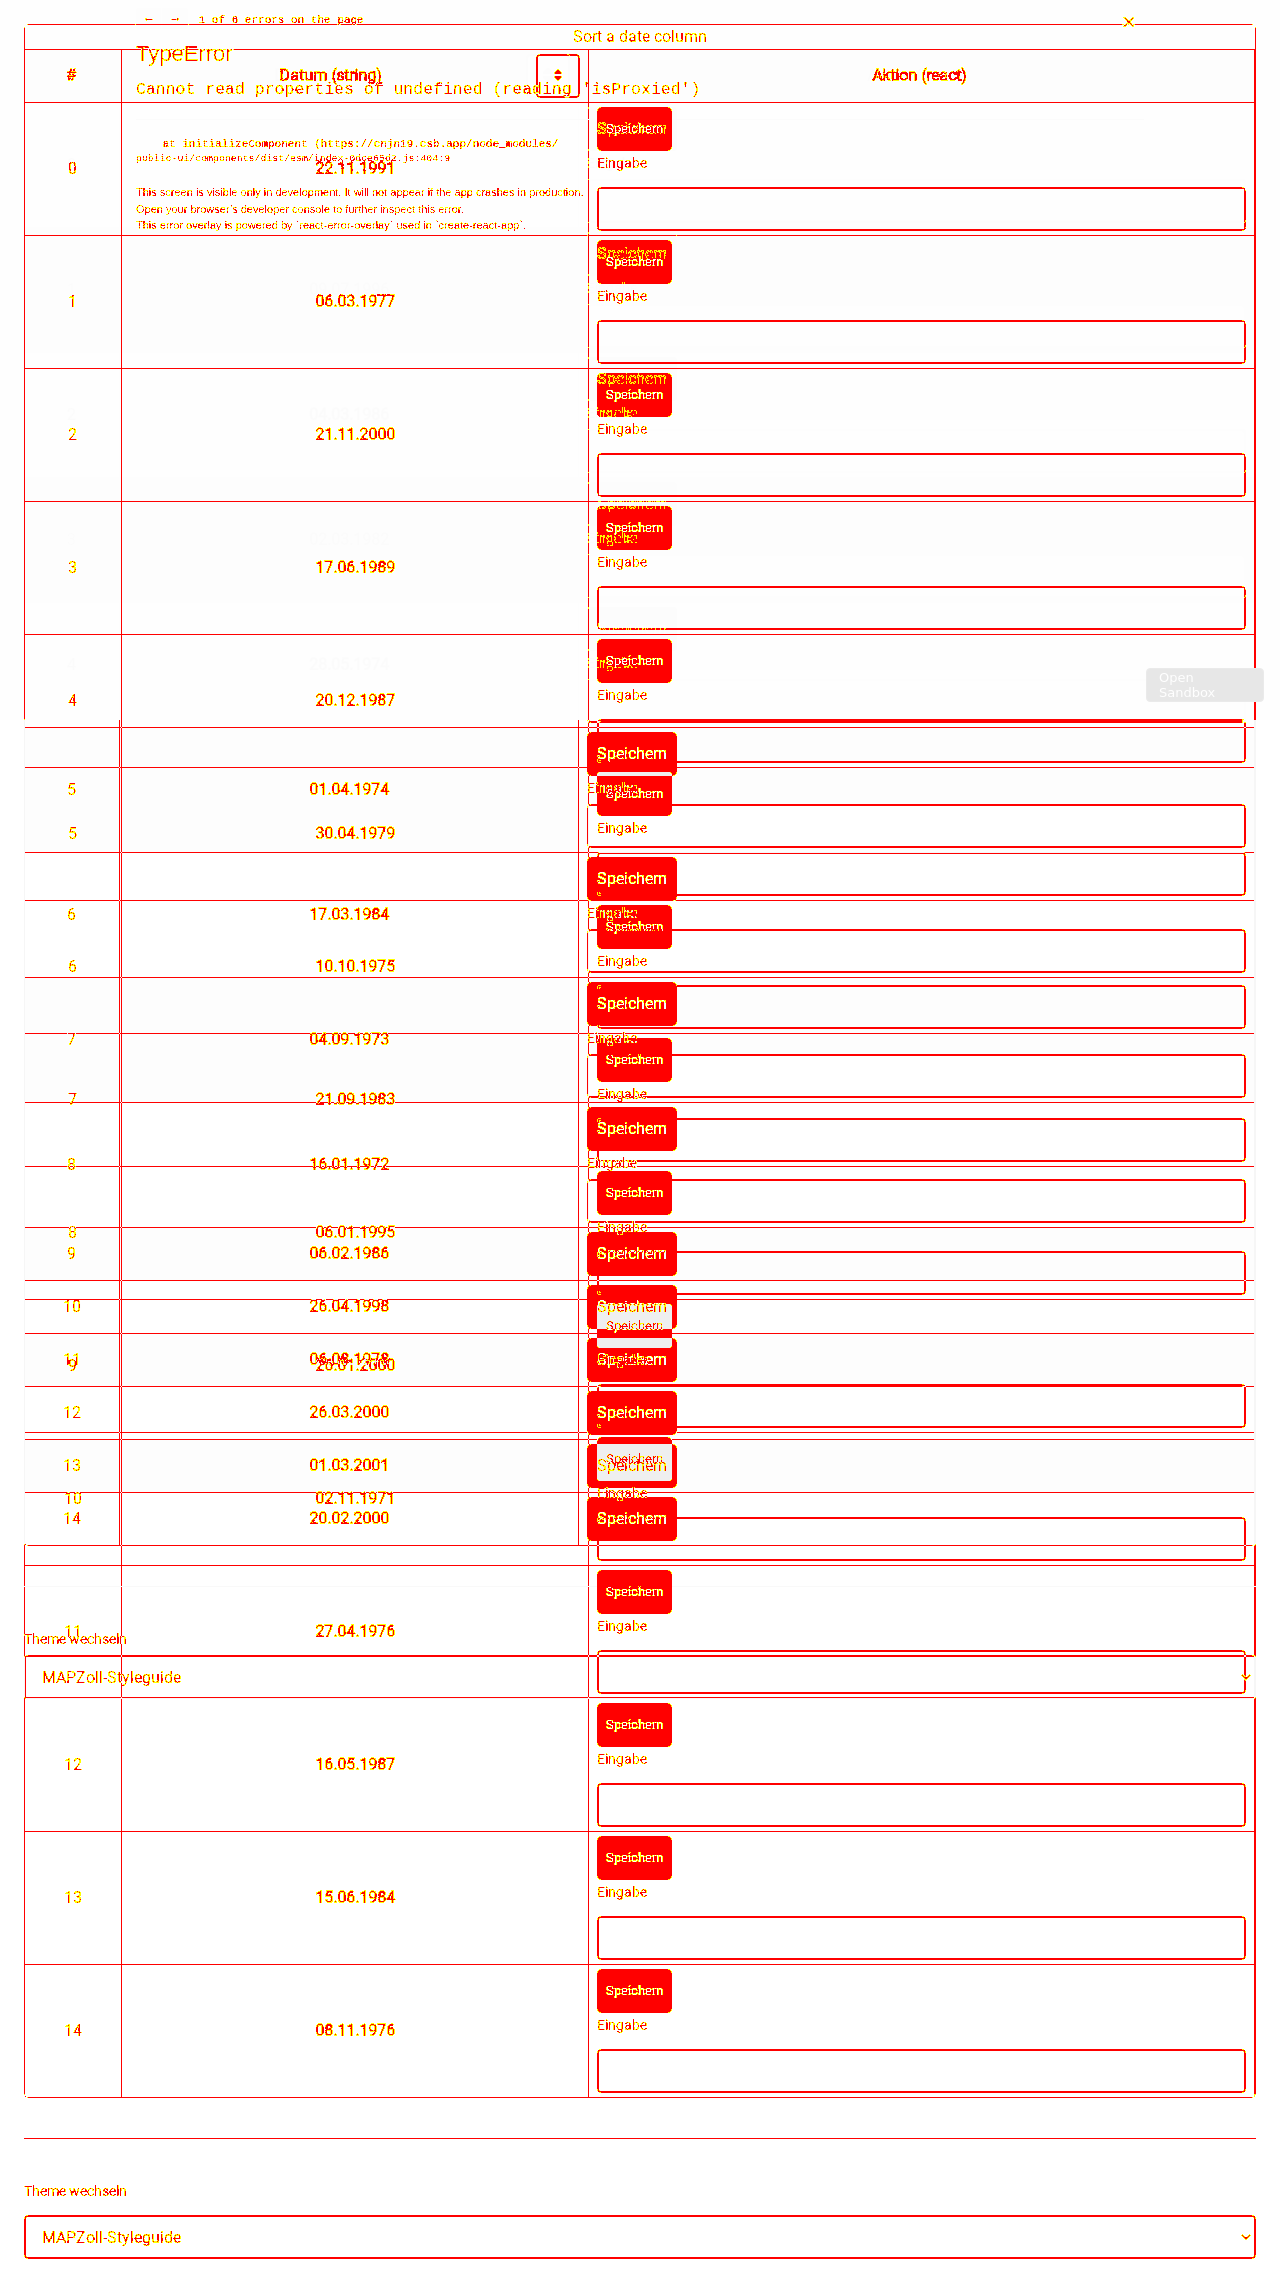 1 of 6 errors on the page
Sort a date column
TypeError
# Datum (string) Aktion (react)
Cannot read properties of undefined (reading 'isProxied')
Speichern
at initializeComponent (https://cnjn19.csb.app/node_modules/
Eingabe
0 22.11.1991
This screen is visible only in development. It will not appear if the app crashes in production.
Open your browser's developer console to further inspect this error.
This error overlay is powered by `react-error-overlay` used in `create-react-app`.
Speichern
Speichern
Eingabe
1 06.03.1977
Speichern
Speichern
Eingabe
2 21.11.2000
Speichern
Eingabe
3 17.06.1989
Speichern
Open
Sandbox
Eingabe
4 20.12.1987
Speichern
5 01.04.1974
Speichern
Eingabe
5 30.04.1979
Speichern
6 17.03.1984
Speichern
Eingabe
6 10.10.1975
Speichern
7 04.09.1973
Speichern
Eingabe
7 21.09.1983
Speichern
8 16.01.1972
Speichern
Eingabe
8 06.01.1995
9 06.02.1986 Speichern
10 26.04.1998 Speichern
Speichern
11 06.08.1978 Speichern
9 26.01.2000
12 26.03.2000 Speichern
Speichern
13 01.03.2001 Speichern
Eingabe
10 02.11.1971
14 20.02.2000 Speichern
Speichern
Eingabe
11 27.04.1976
Theme wechseln
MAPZoll-Styleguide
Speichern
Eingabe
12 16.05.1987
Speichern
Eingabe
13 15.06.1984
Speichern
Eingabe
14 08.11.1976
Theme wechseln
MAPZoll-Styleguide